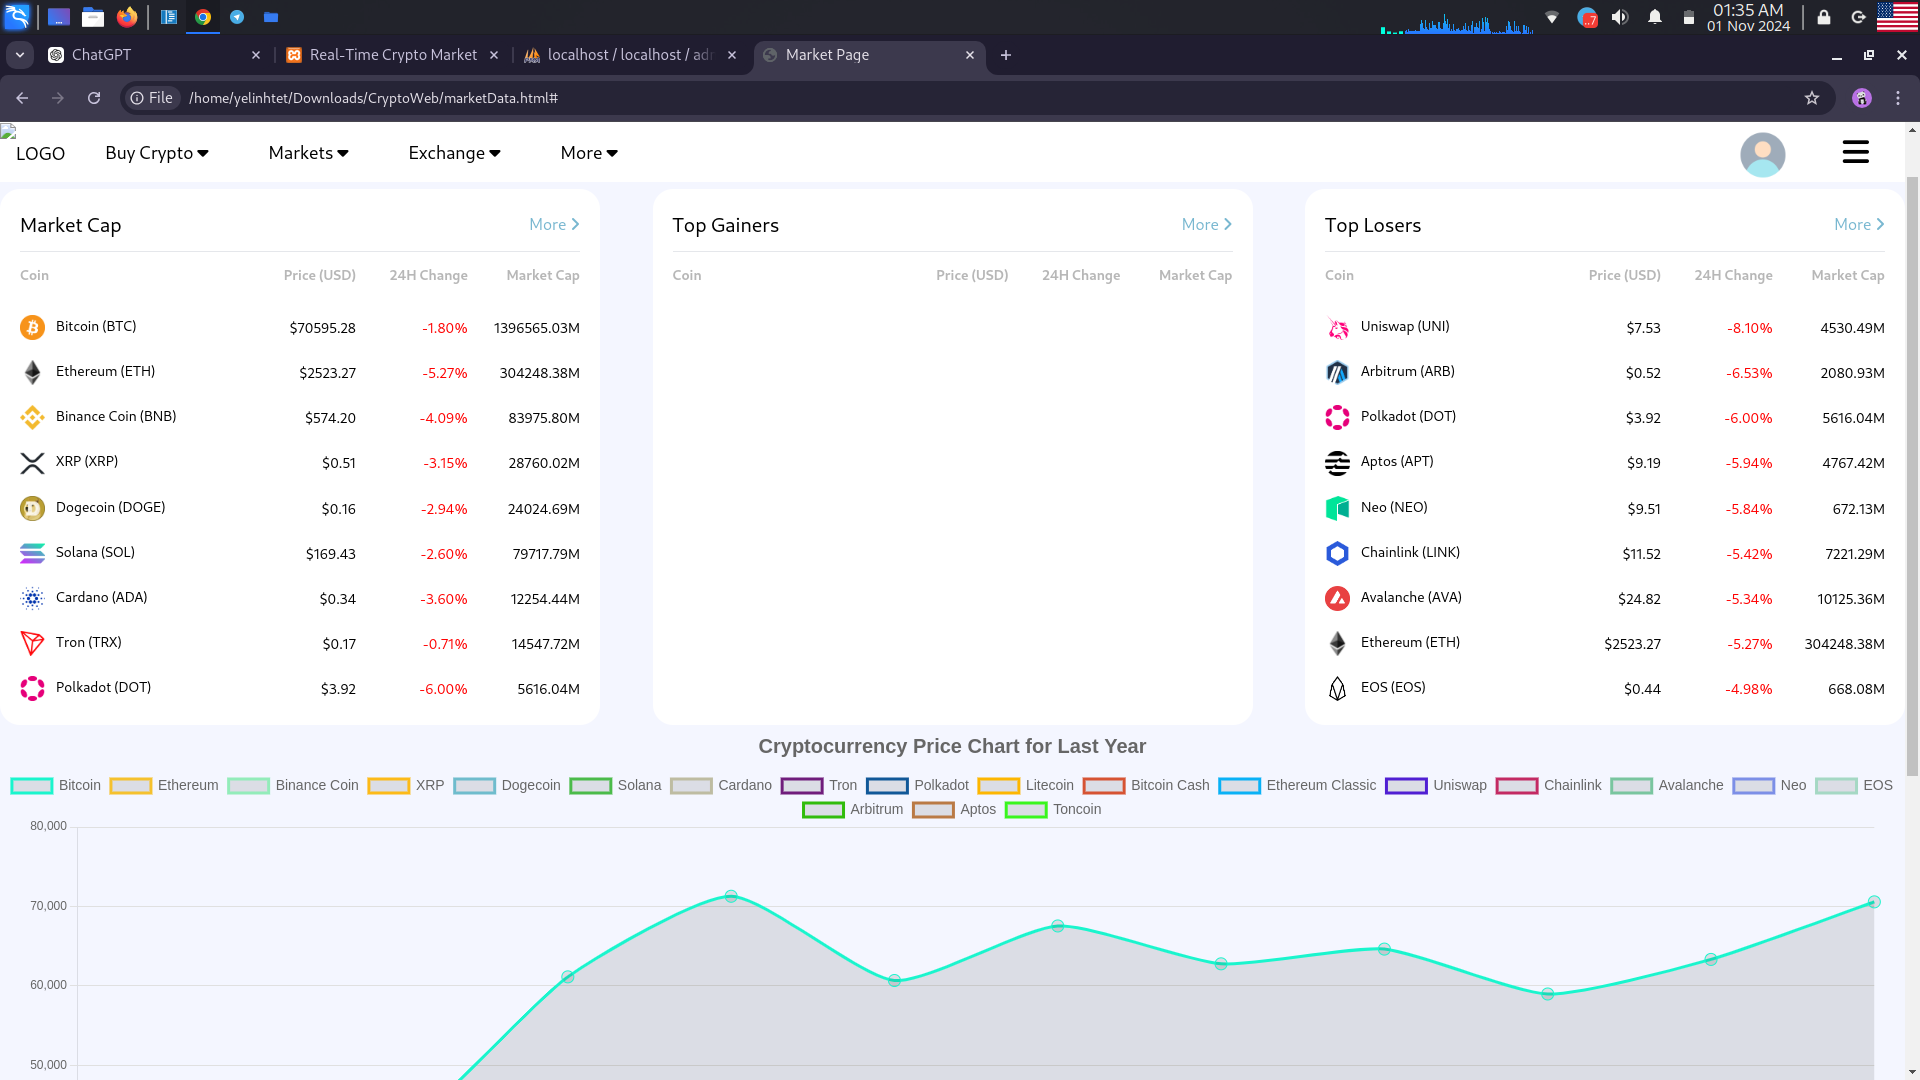 01:35 AM
..7
01 Nov 2024
ChatGPT
Real-Time Crypto Market
localhost / localhost / adm
Market Page
File
/home/yelinhtet/Downloads/CryptoWeb/marketData.html#
LOGO Buy Crypto Markets Exchange More
Market Cap More
Coin Price (USD) 24H Change Market Cap
Bitcoin (BTC) $70595.28 -1.80% 1396565.03M
Ethereum (ETH) $2523.27 -5.27% 304248.38M
Binance Coin (BNB) $574.20 -4.09% 83975.80M
XRP (XRP) $0.51 -3.15% 28760.02M
Dogecoin (DOGE) $0.16 -2.94% 24024.69M
Solana (SOL) $169.43 -2.60% 79717.79M
Cardano (ADA) $0.34 -3.60% 12254.44M
Tron (TRX) $0.17 -0.71% 14547.72M
Polkadot (DOT) $3.92 -6.00% 5616.04M
Top Gainers More
Coin Price (USD) 24H Change Market Cap
Top Losers More
Coin Price (USD) 24H Change Market Cap
Uniswap (UNI) $7.53 -8.10% 4530.49M
Arbitrum (ARB) $0.52 -6.53% 2080.93M
Polkadot (DOT) $3.92 -6.00% 5616.04M
Aptos (APT) $9.19 -5.94% 4767.42M
Neo (NEO) $9.51 -5.84% 672.13M
Chainlink (LINK) $11.52 -5.42% 7221.29M
Avalanche (AVA) $24.82 -5.34% 10125.36M
Ethereum (ETH) $2523.27 -5.27% 304248.38M
EOS (EOS) $0.44 -4.98% 668.08M
Cryptocurrency Price Chart for Last Year
Bitcoin Ethereum Binance Coin XRP Dogecoin Solana Cardano Tron Polkadot Litecoin Bitcoin Cash Ethereum Classic Uniswap Chainlink Avalanche Neo EOS
Arbitrum Aptos Toncoin
80,000
70,000
60,000
50,000